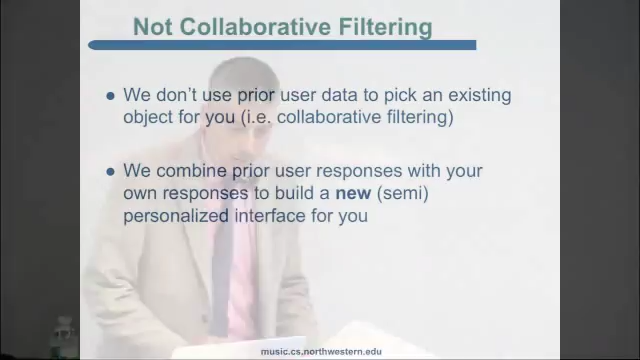 Not Collaborative Filtering
We don't use prior user data to pick an existing
object for you (i.e. collaborative filtering)
We combine prior user responses with your
own responses to build a new (semi)
personalized interface for you
music.cs.northwestern.edu